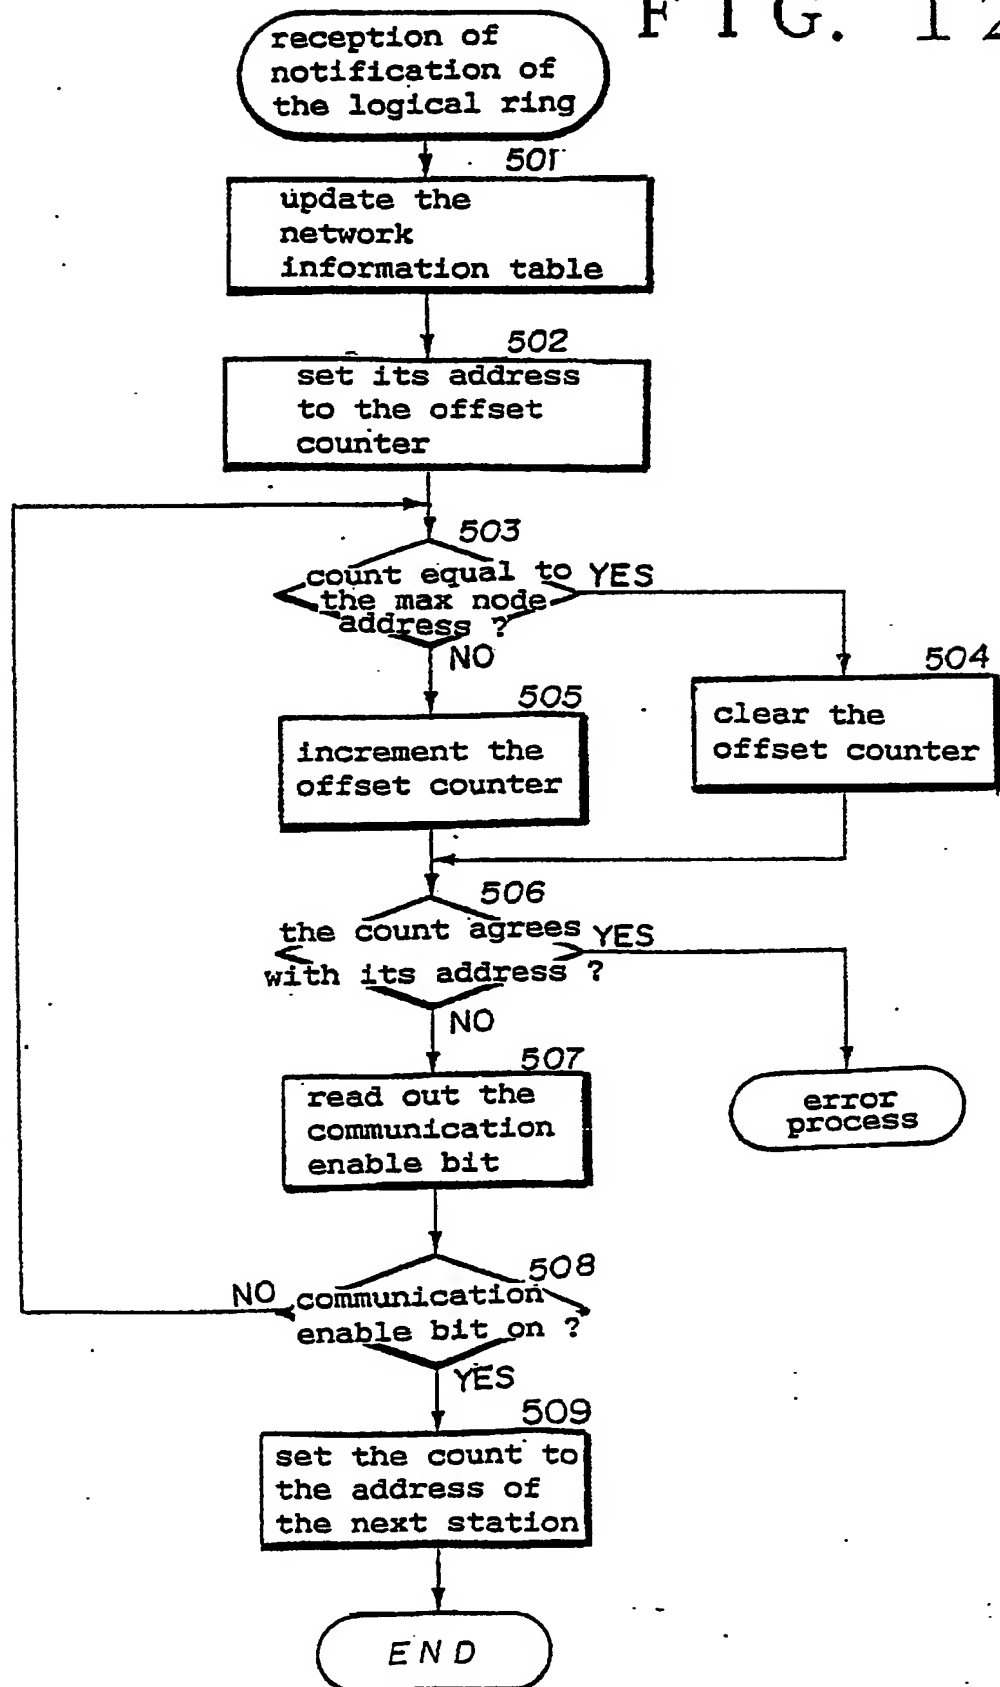 FIG. 12
reception of
notification of
the logical ring
501
update the
network
information table
502
set its address
to the offset
counter
503
count equal to
the max node
address ?
YES
NO
504
clear the
offset counter
505
increment the
offset counter
506
the count agrees
with its address ?
YES
NO
error
process
507
read out the
communication
enable bit
508
NO
communication
enable bit on ?
YES
509
set the count to
the address of
the next station
END